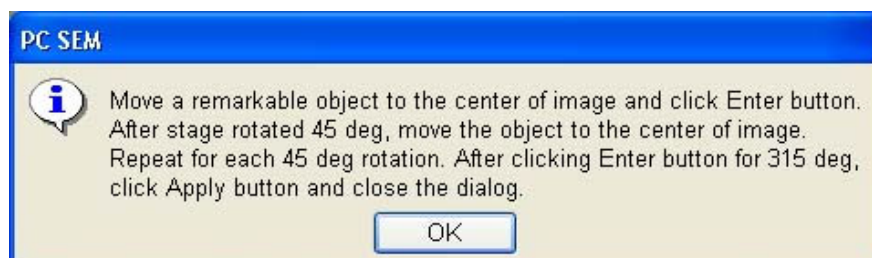 PC SEM
Move a remarkable object to the center of image and click Enter button.
After stage rotated 45 deg, move the object to the center of image.
Repeat for each 45 deg rotation. After clicking Enter button for 315 deg,
click Apply button and close the dialog.
OK